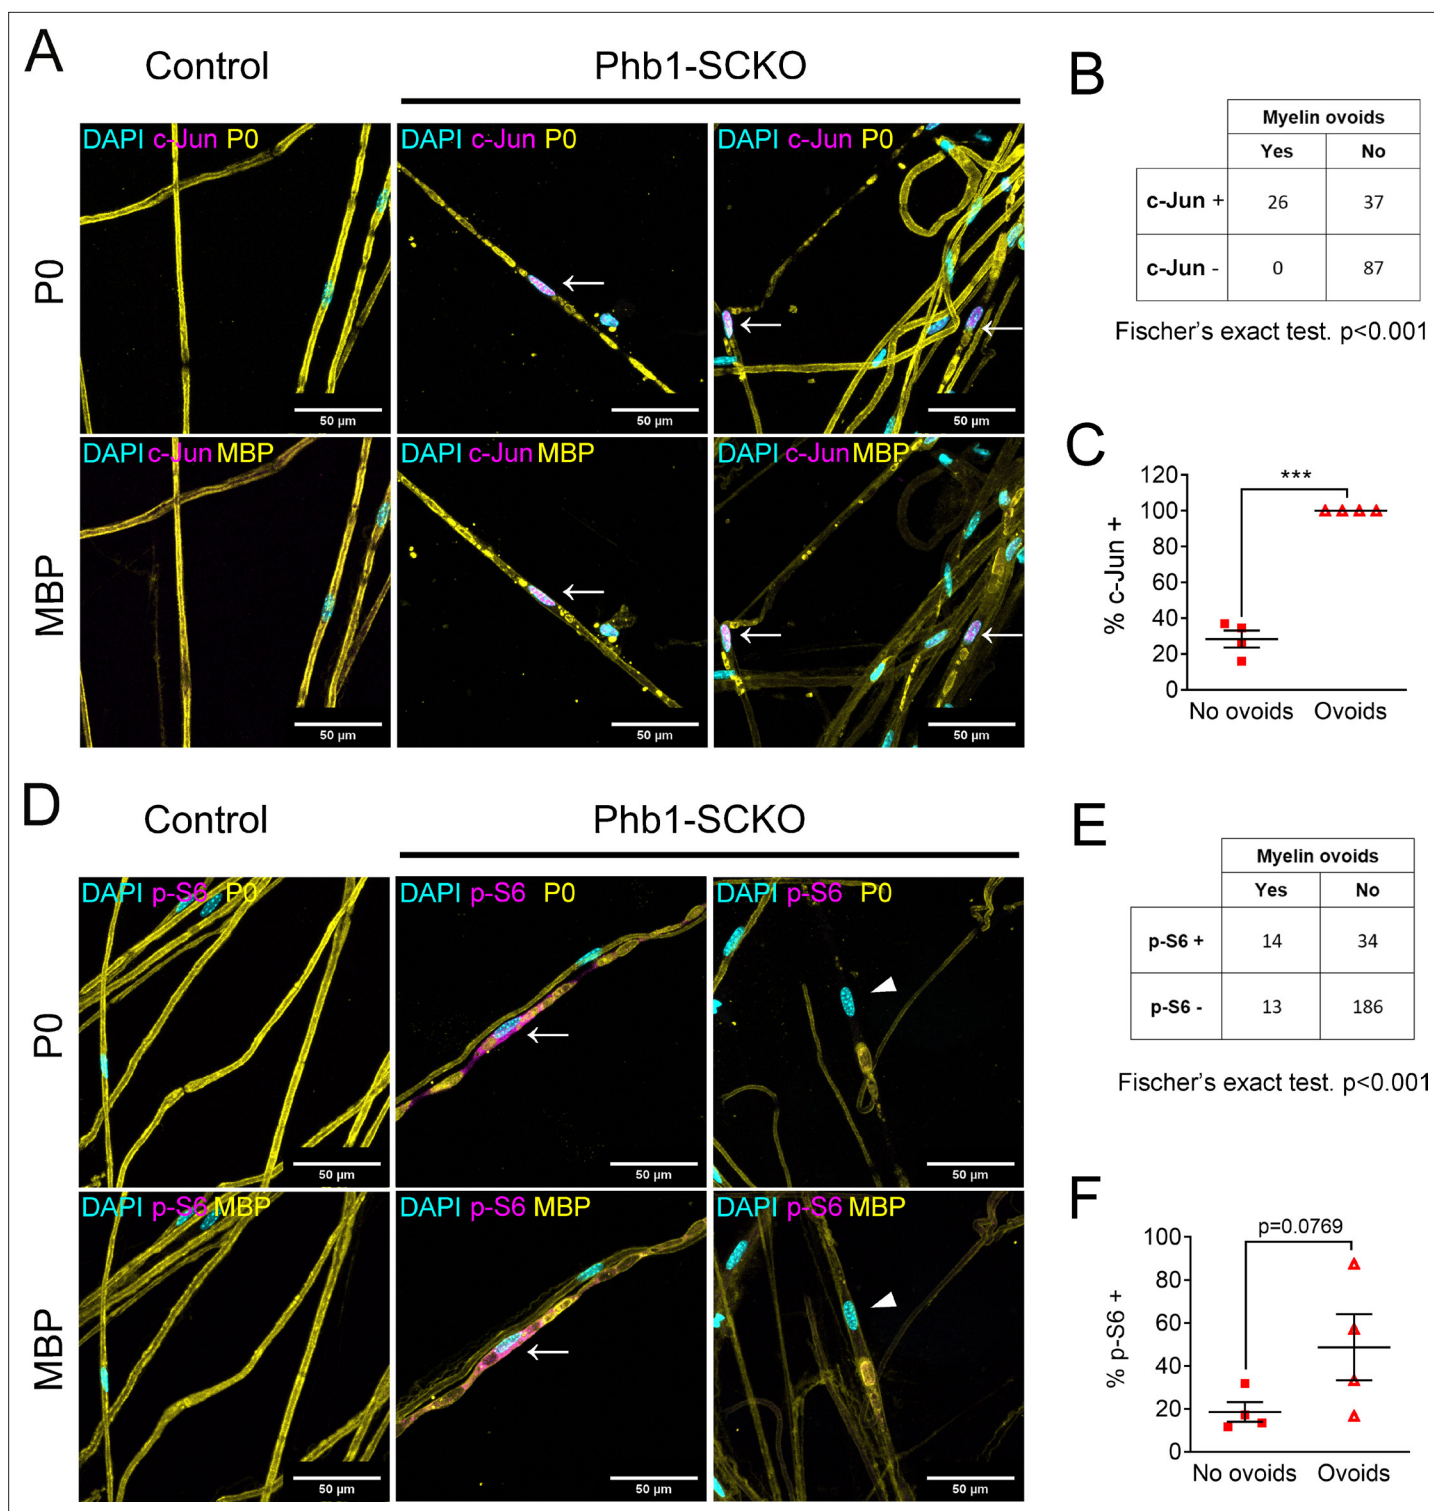 A
Control
Phb1-SCKO
P0
MBP
DAPI c-Jun P0
DAPI c-Jun P0
DAPI c-Jun P0
50 µm
50 µm
50 µm
DAPI c-Jun MBP
DAPI c-Jun MBP
DAPI c-Jun MBP
50 µm
50 µm
50 µm
B
Myelin ovoids
Yes No
c-Jun + 26 37
c-Jun - 0 87
Fischer's exact test. p<0.001
C
% c-Jun +
120
100
80
60
40
20
0
***
No ovoids Ovoids
D
Control
Phb1-SCKO
P0
MBP
DAPI p-S6 P0
DAPI p-S6 P0
DAPI p-S6 P0
50 µm
50 µm
50 µm
DAPI p-S6 MBP
DAPI p-S6 MBP
DAPI p-S6 MBP
50 µm
50 µm
50 µm
E
Myelin ovoids
Yes No
p-S6 + 14 34
p-S6 - 13 186
Fischer's exact test. p<0.001
F
% p-S6 +
100
80
60
40
20
0
p=0.0769
No ovoids Ovoids